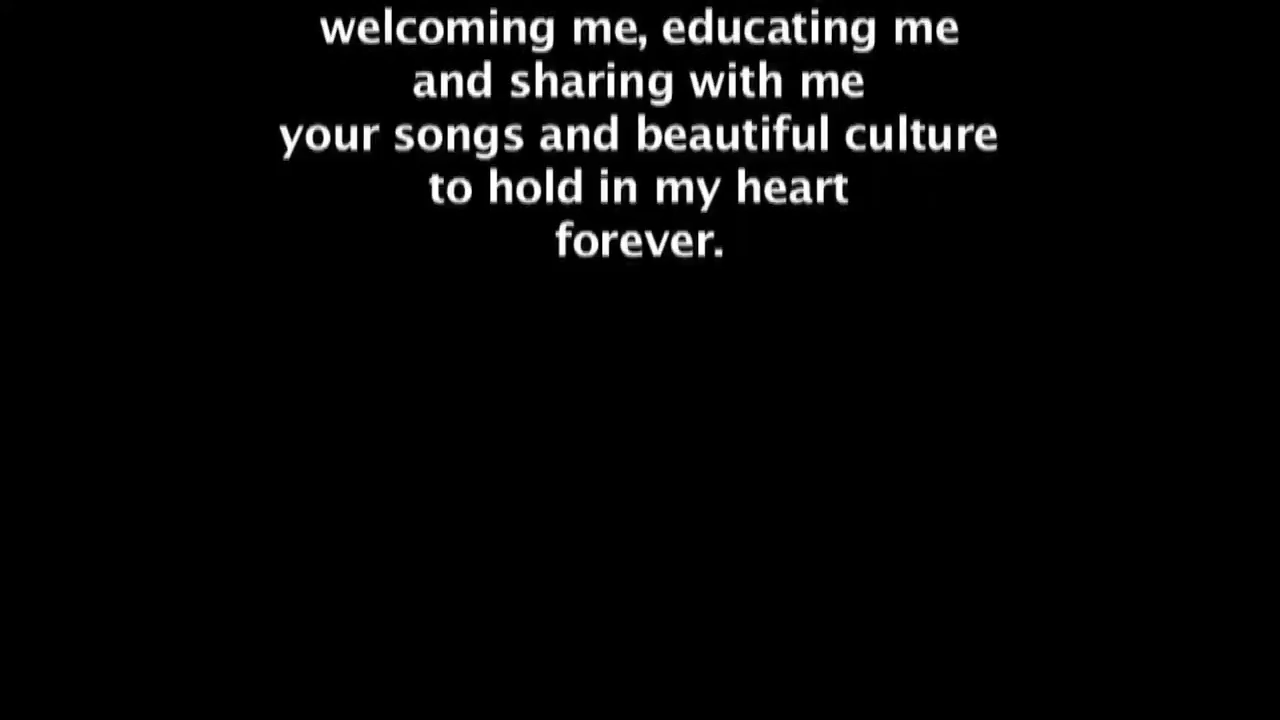 welcoming me, educating me
and sharing with me
your songs and beautiful culture
to hold in my heart
forever.